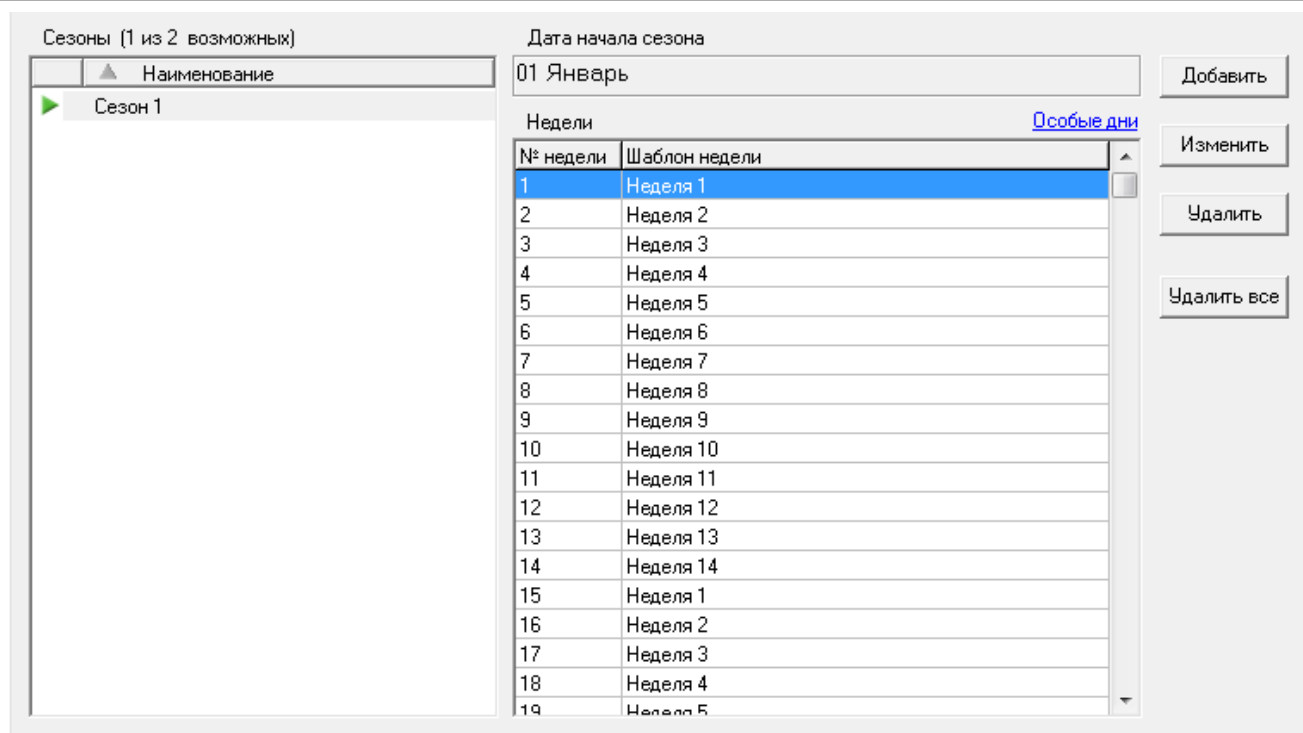 Сезоны (1 из 2 возможных)
Наименование
Сезон 1
Дата начала сезона
01 Январь
Недели Особые дни
№ недели Шаблон недели
1 Неделя 1
2 Неделя 2
3 Неделя 3
4 Неделя 4
5 Неделя 5
6 Неделя 6
7 Неделя 7
8 Неделя 8
9 Неделя 9
10 Неделя 10
11 Неделя 11
12 Неделя 12
13 Неделя 13
14 Неделя 14
15 Неделя 1
16 Неделя 2
17 Неделя 3
18 Неделя 4
19 Неделя 5
Добавить
Изменить
Удалить
Удалить все